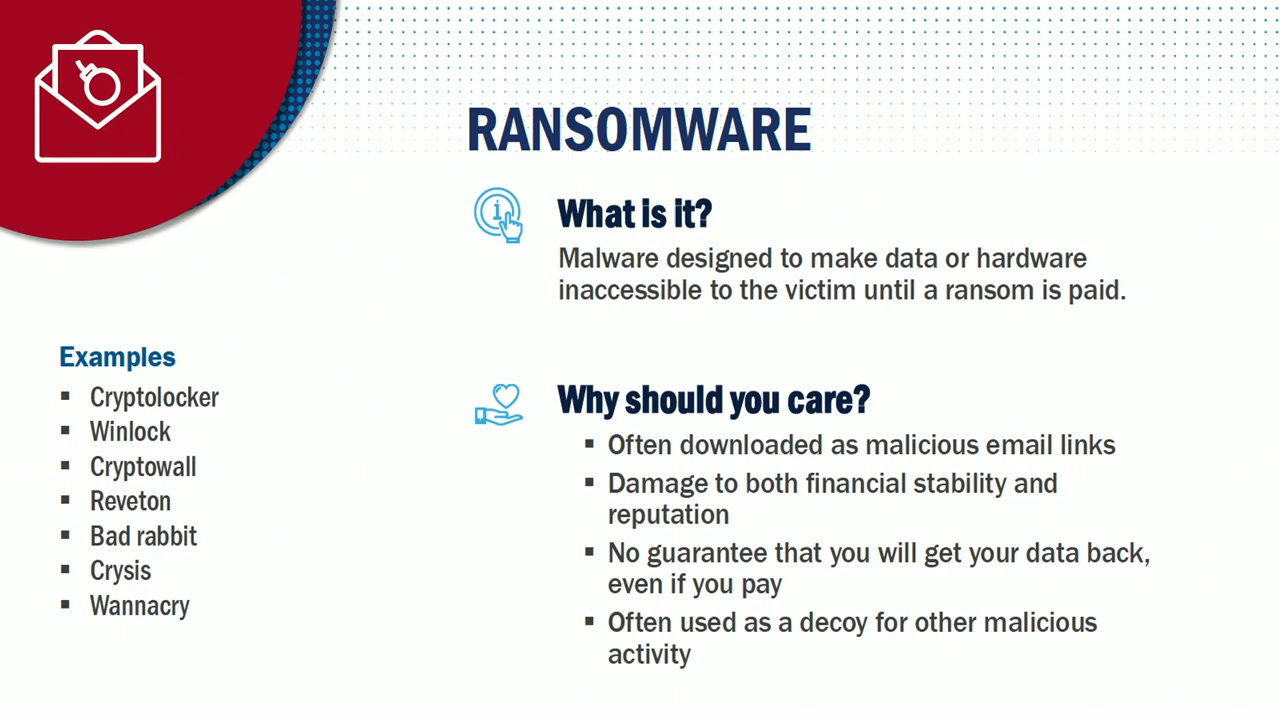 RANSOMWARE
What is it?
Malware designed to make data or hardware
inaccessible to the victim until a ransom is paid.
Examples
▪ Cryptolocker
▪ Winlock
▪ Cryptowall
▪ Reveton
▪ Bad rabbit
▪ Crysis
▪ Wannacry
Why should you care?
▪ Often downloaded as malicious email links
▪ Damage to both financial stability and
reputation
▪ No guarantee that you will get your data back,
even if you pay
▪ Often used as a decoy for other malicious
activity